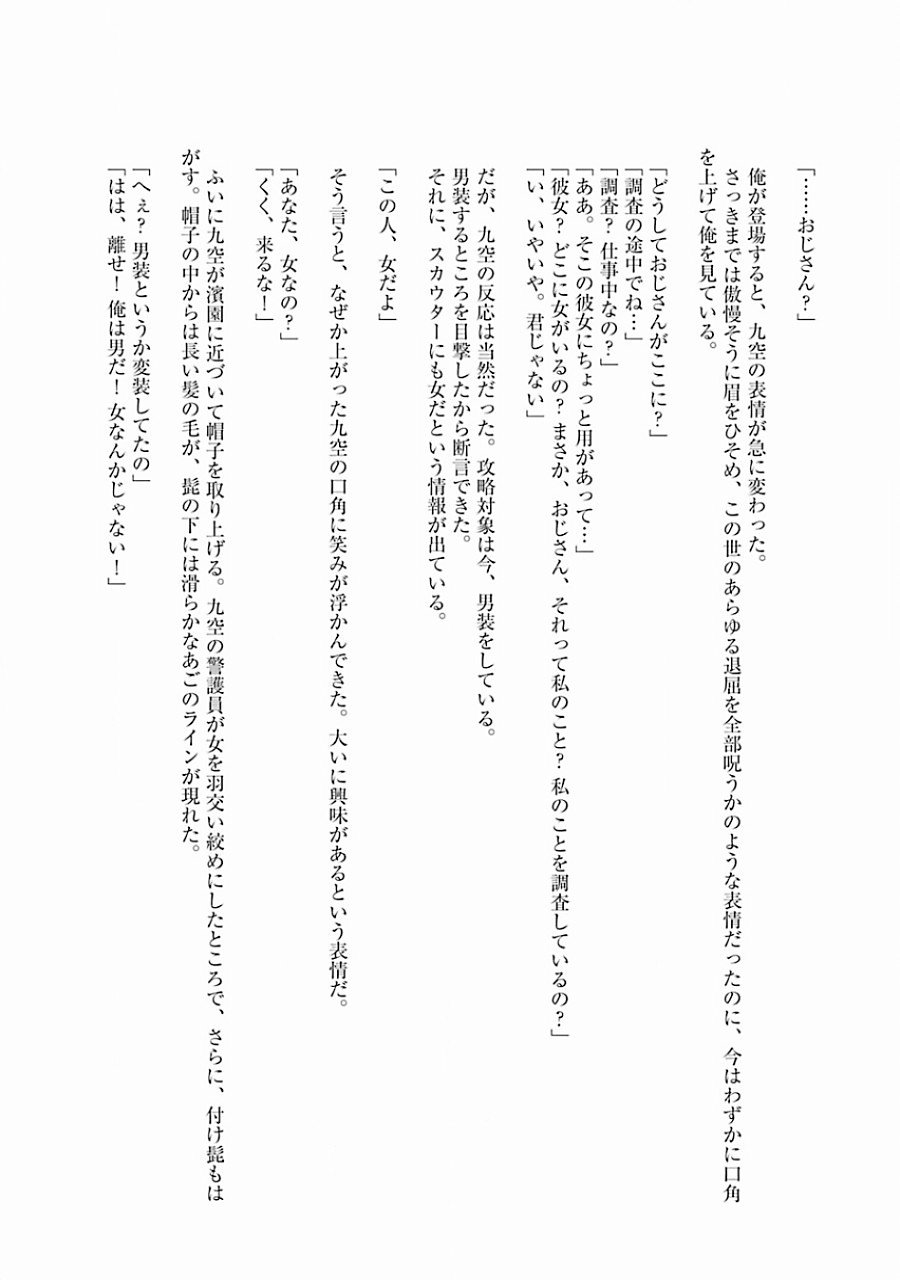 「……おじさん？」
俺が登場すると、九空の表情が急に変わった。
さっきまでは傲慢そうに眉をひそめ、この世のあらゆる退屈を全部呪うかのような表情だったのに、今はわずかに口角
を上げて俺を見ている。
「どうしておじさんがここに？」
「調査の途中でね…」
「調査？ 仕事中なの？」
「ああ。そこの彼女にちょっと用があって…」
「彼女？ どこに女がいるの？ まさか、おじさん、それって私のこと？ 私のことを調査しているの？」
「い、いやいや。君じゃない」
だが、九空の反応は当然だった。攻略対象は今、男装をしている。
男装するところを目撃したから断言できた。
それに、スカウターにも女だという情報が出ている。
「この人、女だよ」
そう言うと、なぜか上がった九空の口角に笑みが浮かんできた。大いに興味があるという表情だ。
「あなた、女なの？」
「くく、来るな！」
ふいに九空が濱園に近づいて帽子を取り上げる。九空の警護員が女を羽交い絞めにしたところで、さらに、付け髭もは
がす。帽子の中からは長い髪の毛が、髭の下には滑らかなあごのラインが現れた。
「へぇ？ 男装というか変装してたの」
「はは、離せ！ 俺は男だ！ 女なんかじゃない！」